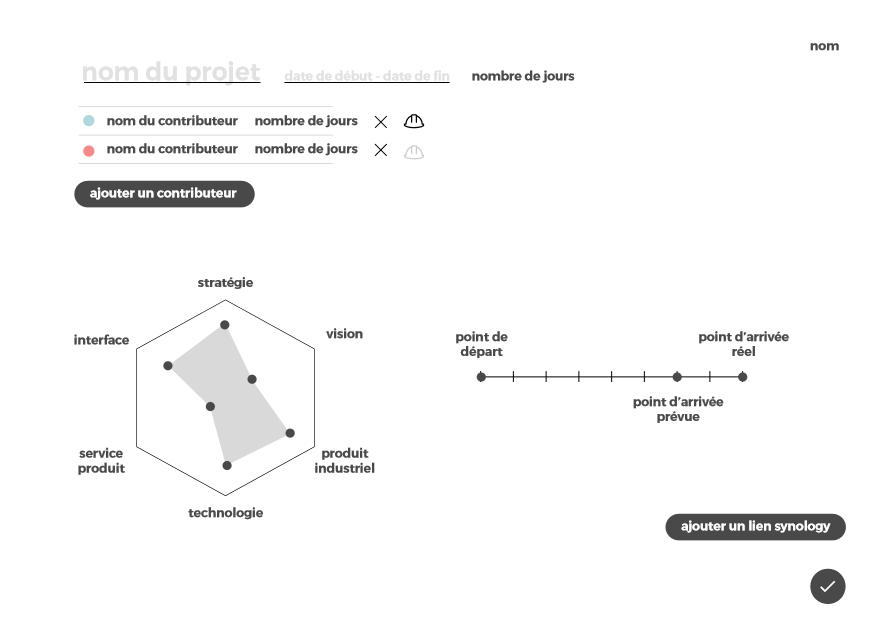 nom
nom du projet date de début - date de fin nombre de jours
nom du contributeur nombre de jours
nom du contributeur nombre de jours
ajouter un contributeur
stratégie
interface
vision
service
produit
produit
industriel
technologie
point de
départ
point d'arrivée
réel
point d'arrivée
prévue
ajouter un lien synology